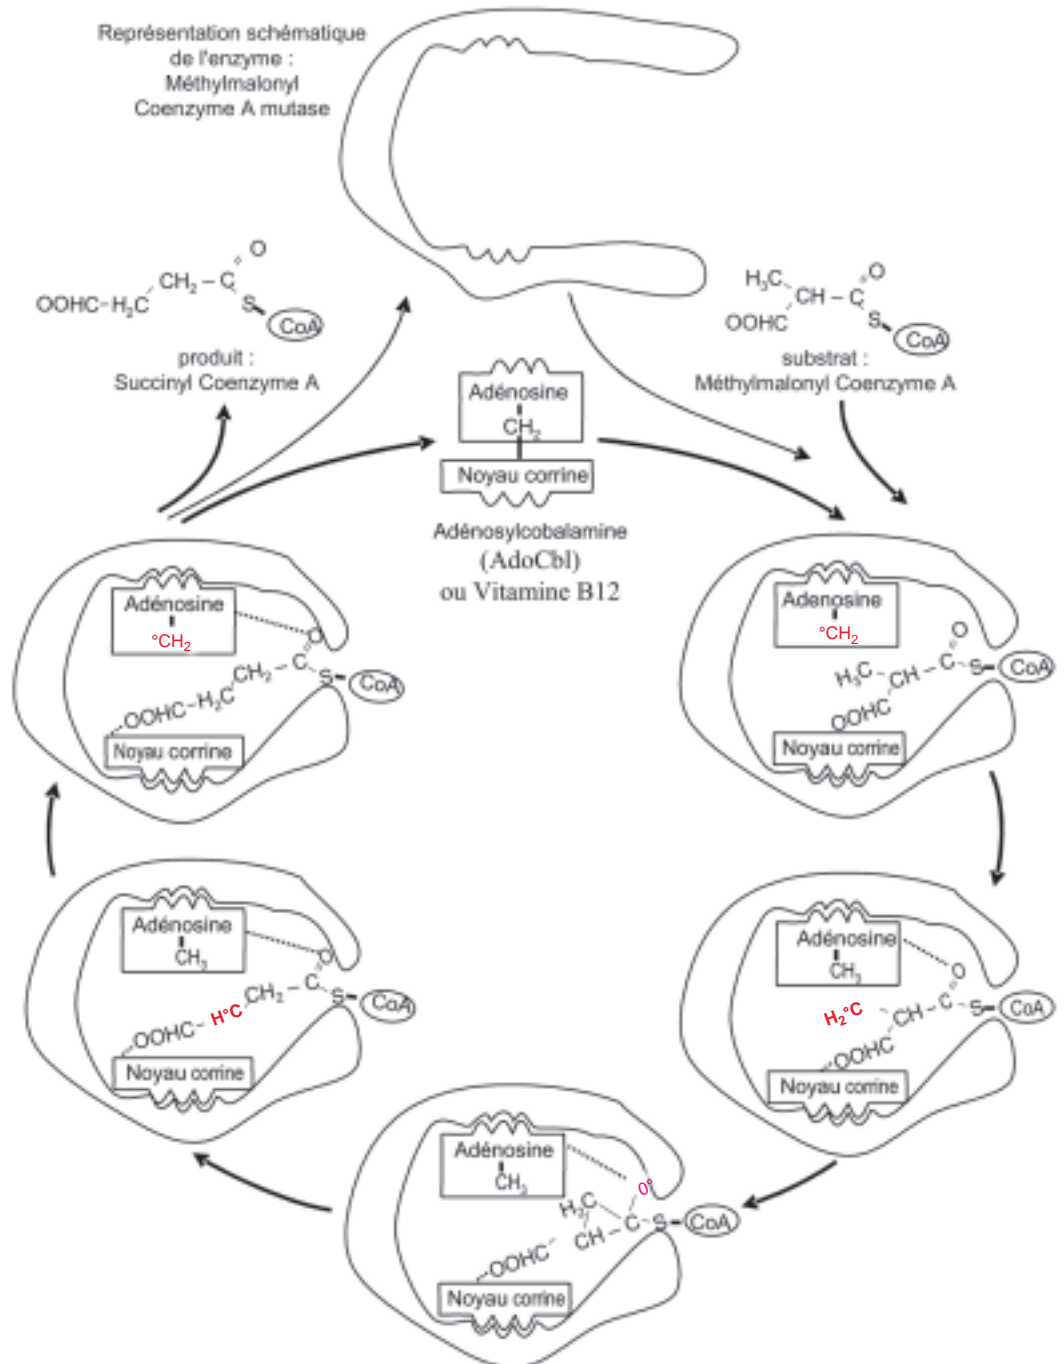 Représentation schématique
de l'enzyme :
Méthylmalonyl
Coenzyme A mutase
O
CH₂ – C
OOHC–H₂C
S–
CoA
produit :
Succinyl Coenzyme A
O
H₃C
CH – C
OOHC
S–
CoA
substrat :
Méthylmalonyl Coenzyme A
Adénosine
CH₂
Noyau corrine
Adénosylcobalamine
(AdoCbl)
ou Vitamine B12
Adénosine
°CH₂
O
CH₂ – C
S–
CoA
OOHC–H₂C
Noyau corrine
Adenosine
°CH₂
O
H₃C
CH – C
S–
CoA
OOHC
Noyau corrine
Adénosine
CH₃
O
CH₂ – C
S–
CoA
H°C
OOHC–
Noyau corrine
Adénosine
CH₃
O
H₂°C
CH – C – S–
CoA
OOHC
Noyau corrine
Adénosine
CH₃
O°
H₂C
C – S–
CoA
CH
OOHC
Noyau corrine